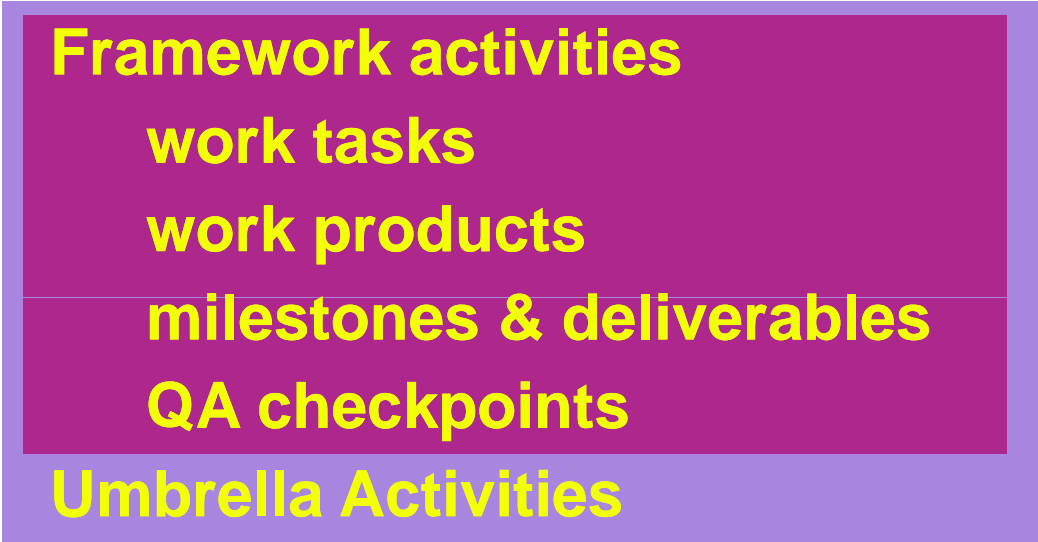 Framework activities
work tasks
work products
milestones & deliverables
QA checkpoints
Umbrella Activities